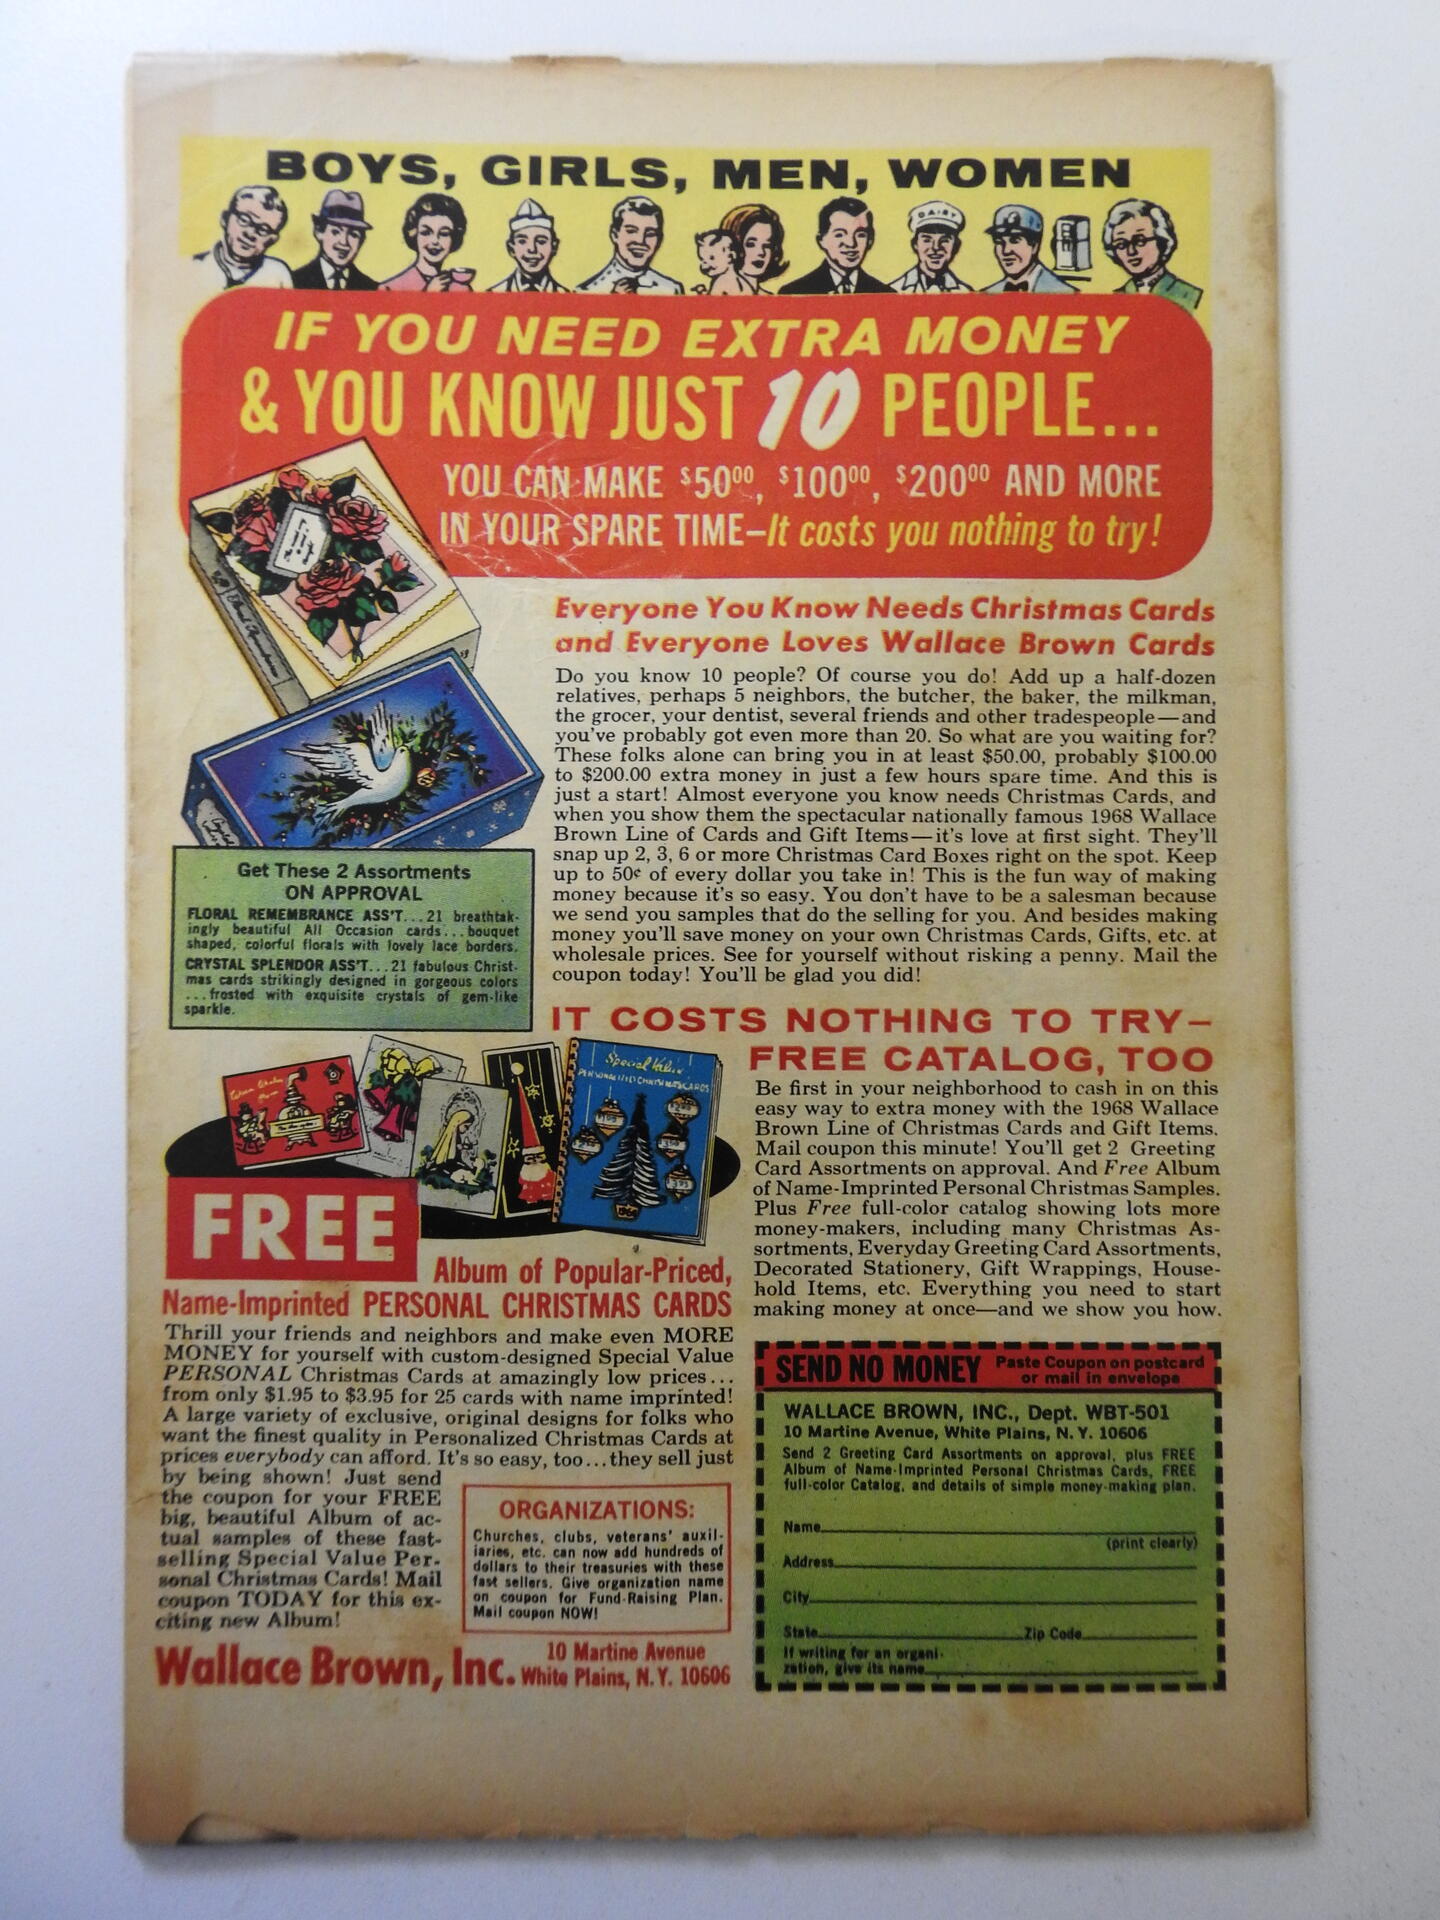 BOYS, GIRLS, MEN, WOMEN
DAIRY
IF YOU NEED EXTRA MONEY
& YOU KNOW JUST 10 PEOPLE...
YOU CAN MAKE $50⁰⁰, $100⁰⁰, $200⁰⁰ AND MORE
IN YOUR SPARE TIME–It costs you nothing to try!
Everyone You Know Needs Christmas Cards
and Everyone Loves Wallace Brown Cards
Do you know 10 people? Of course you do! Add up a half-dozen
relatives, perhaps 5 neighbors, the butcher, the baker, the milkman,
the grocer, your dentist, several friends and other tradespeople—and
you've probably got even more than 20. So what are you waiting for?
These folks alone can bring you in at least $50.00, probably $100.00
to $200.00 extra money in just a few hours spare time. And this is
just a start! Almost everyone you know needs Christmas Cards, and
when you show them the spectacular nationally famous 1968 Wallace
Brown Line of Cards and Gift Items—it's love at first sight. They'll
snap up 2, 3, 6 or more Christmas Card Boxes right on the spot. Keep
up to 50¢ of every dollar you take in! This is the fun way of making
money because it's so easy. You don't have to be a salesman because
we send you samples that do the selling for you. And besides making
money you'll save money on your own Christmas Cards, Gifts, etc. at
wholesale prices. See for yourself without risking a penny. Mail the
coupon today! You'll be glad you did!
Get These 2 Assortments
ON APPROVAL
FLORAL REMEMBRANCE ASS'T...21 breathtak-
ingly beautiful All Occasion cards...bouquet
shaped, colorful florals with lovely lace borders.
CRYSTAL SPLENDOR ASS'T...21 fabulous Christ-
mas cards strikingly designed in gorgeous colors
...frosted with exquisite crystals of gem-like
sparkle.
IT COSTS NOTHING TO TRY–
FREE CATALOG, TOO
Be first in your neighborhood to cash in on this
easy way to extra money with the 1968 Wallace
Brown Line of Christmas Cards and Gift Items.
Mail coupon this minute! You'll get 2 Greeting
Card Assortments on approval. And Free Album
of Name-Imprinted Personal Christmas Samples.
Plus Free full-color catalog showing lots more
money-makers, including many Christmas As-
sortments, Everyday Greeting Card Assortments,
Decorated Stationery, Gift Wrappings, House-
hold Items, etc. Everything you need to start
making money at once—and we show you how.
Special Value
PERSONALIZED CHRISTMAS CARDS
FREE
Album of Popular-Priced,
Name-Imprinted PERSONAL CHRISTMAS CARDS
Thrill your friends and neighbors and make even MORE
MONEY for yourself with custom-designed Special Value
PERSONAL Christmas Cards at amazingly low prices...
from only $1.95 to $3.95 for 25 cards with name imprinted!
A large variety of exclusive, original designs for folks who
want the finest quality in Personalized Christmas Cards at
prices everybody can afford. It's so easy, too...they sell just
by being shown! Just send
the coupon for your FREE
big, beautiful Album of ac-
tual samples of these fast-
selling Special Value Per-
sonal Christmas Cards! Mail
coupon TODAY for this ex-
citing new Album!
ORGANIZATIONS:
Churches, clubs, veterans' auxil-
iaries, etc. can now add hundreds of
dollars to their treasuries with these
fast sellers. Give organization name
on coupon for Fund-Raising Plan.
Mail coupon NOW!
Wallace Brown, Inc. 10 Martine Avenue
White Plains, N.Y. 10606
SEND NO MONEY Paste Coupon on postcard
or mail in envelope
WALLACE BROWN, INC., Dept. WBT-501
10 Martine Avenue, White Plains, N.Y. 10606
Send 2 Greeting Card Assortments on approval, plus FREE
Album of Name-Imprinted Personal Christmas Cards, FREE
full-color Catalog, and details of simple money-making plan.
Name
(print clearly)
Address
City
State Zip Code
If writing for an organi-
zation, give its name